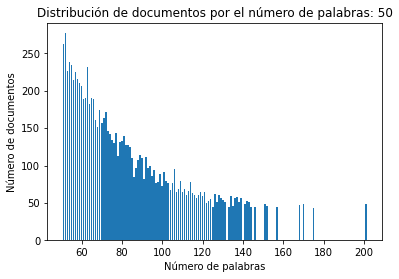 Distribución de documentos por el número de palabras: 50
Número de documentos
250
200
150
100
50
0
60 80 100 120 140 160 180 200
Número de palabras